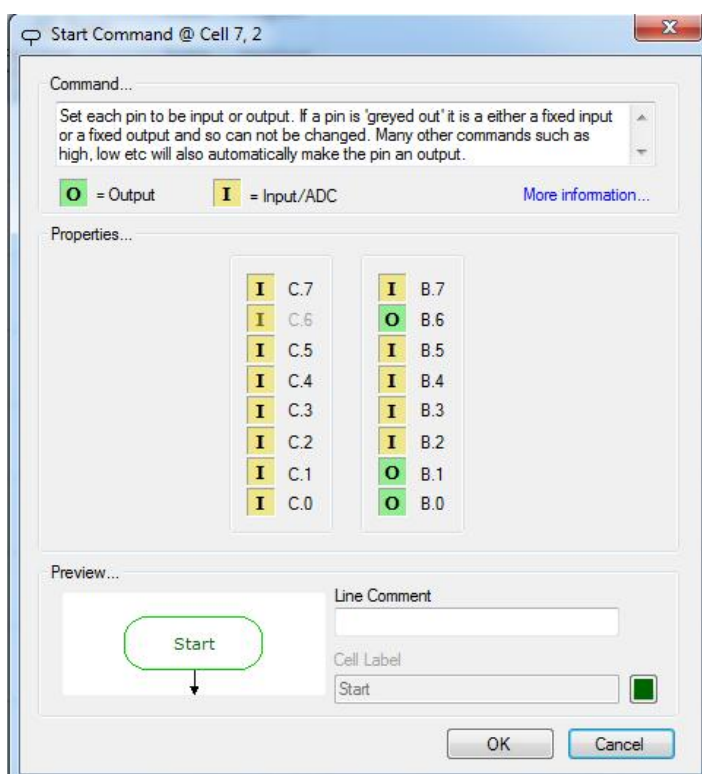 Start Command @ Cell 7, 2
x
Command...
Set each pin to be input or output. If a pin is 'greyed out' it is a either a fixed input
or a fixed output and so can not be changed. Many other commands such as
high, low etc will also automatically make the pin an output.
O = Output I = Input/ADC More information...
Properties...
I C.7 I B.7
I C.6 O B.6
I C.5 I B.5
I C.4 I B.4
I C.3 I B.3
I C.2 I B.2
I C.1 O B.1
I C.0 O B.0
Preview...
Line Comment
Start
Cell Label
Start
OK Cancel